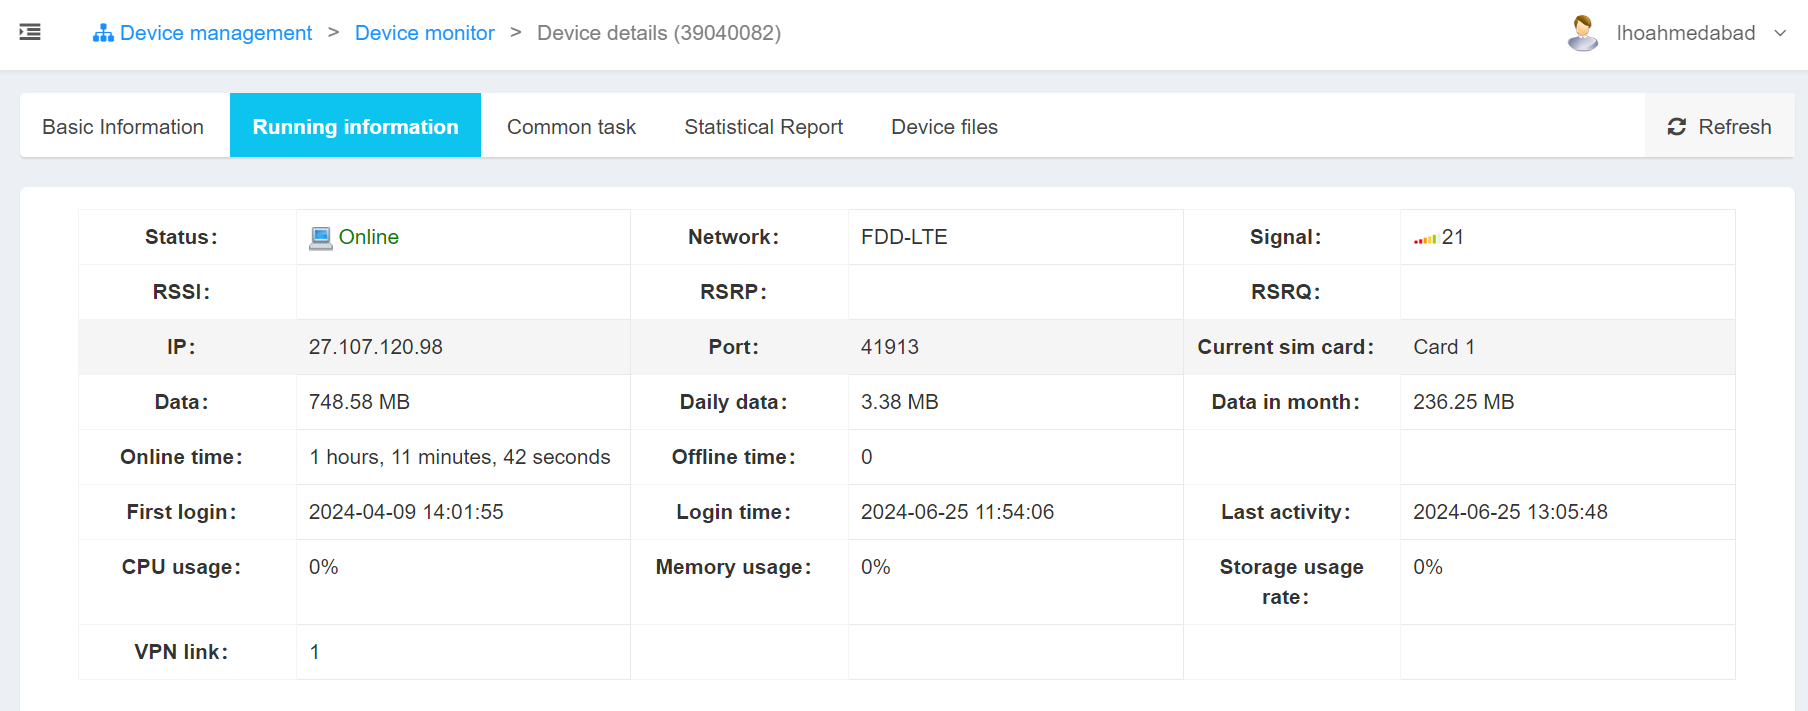 Device management > Device monitor > Device details (39040082) lhoahmedabad
Basic Information Running information Common task Statistical Report Device files Refresh
Status: Online Network: FDD-LTE Signal: 21
RSSI: RSRP: RSRQ:
IP: 27.107.120.98 Port: 41913 Current sim card: Card 1
Data: 748.58 MB Daily data: 3.38 MB Data in month: 236.25 MB
Online time: 1 hours, 11 minutes, 42 seconds Offline time: 0
First login: 2024-04-09 14:01:55 Login time: 2024-06-25 11:54:06 Last activity: 2024-06-25 13:05:48
CPU usage: 0% Memory usage: 0% Storage usage rate: 0%
VPN link: 1